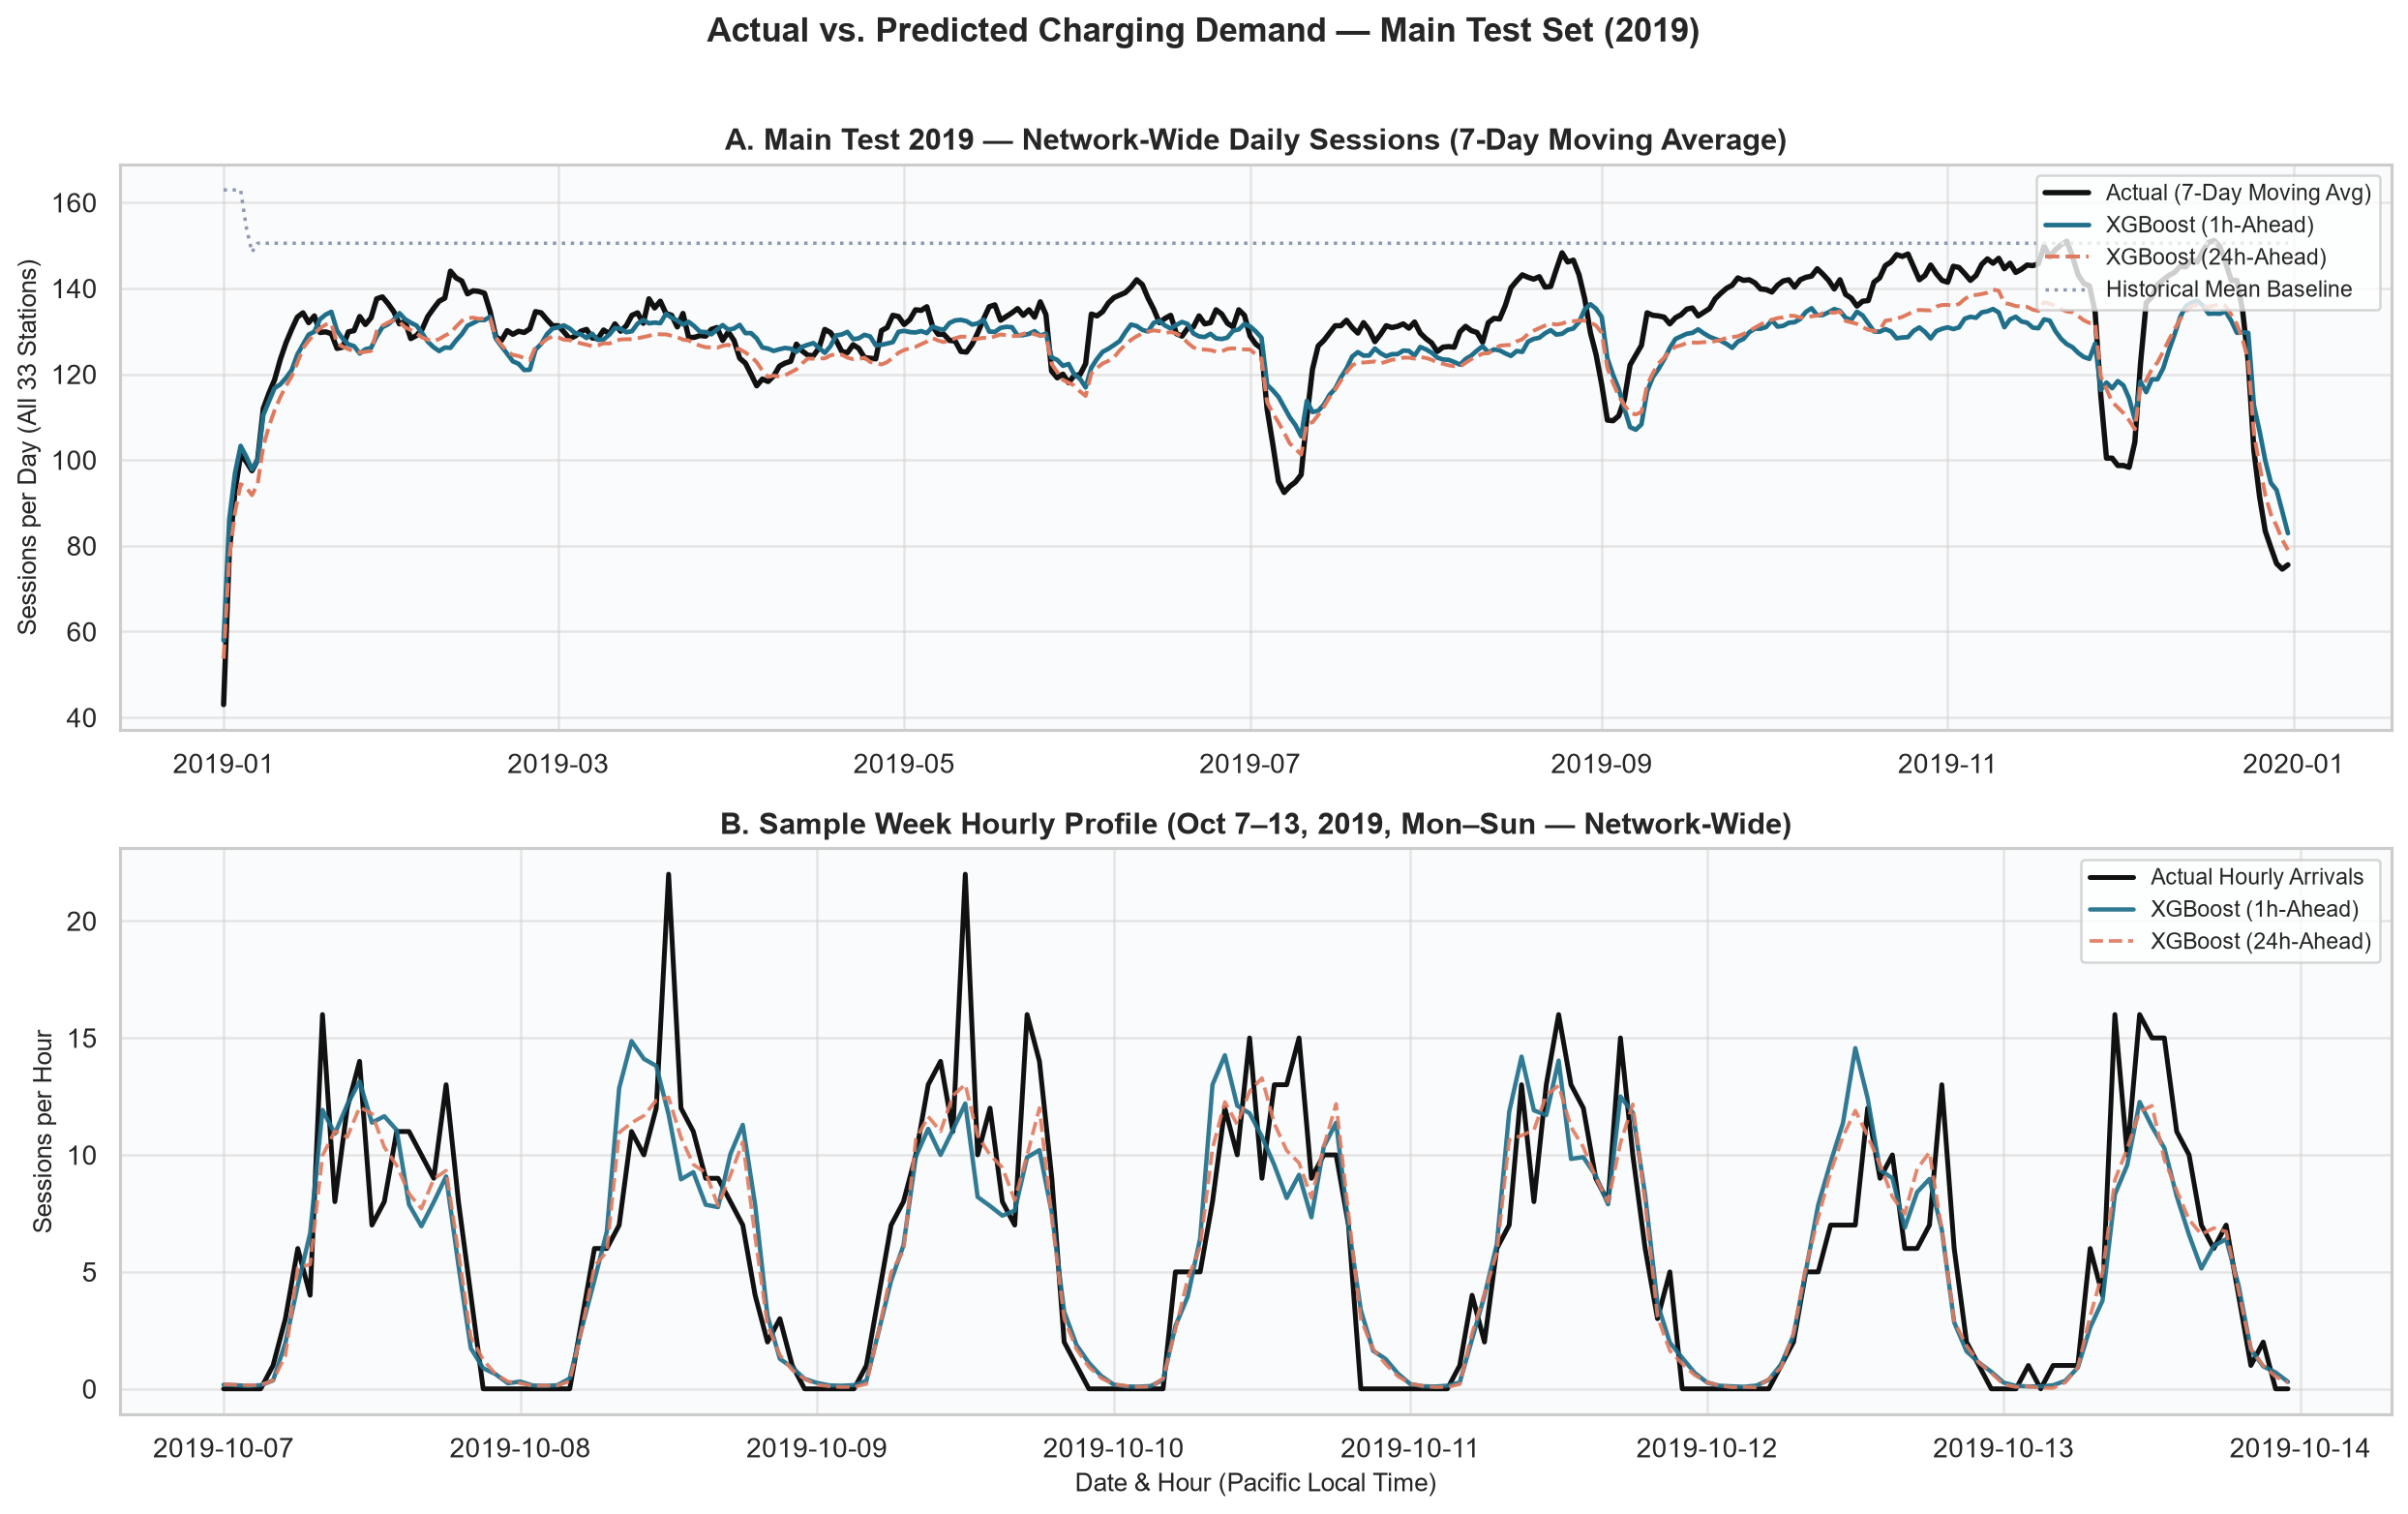 Actual vs. Predicted Charging Demand — Main Test Set (2019)
A. Main Test 2019 — Network-Wide Daily Sessions (7-Day Moving Average)
Sessions per Day (All 33 Stations)
160
140
120
100
80
60
40
Actual (7-Day Moving Avg)
XGBoost (1h-Ahead)
XGBoost (24h-Ahead)
Historical Mean Baseline
2019-01
2019-03
2019-05
2019-07
2019-09
2019-11
2020-01
B. Sample Week Hourly Profile (Oct 7–13, 2019, Mon–Sun — Network-Wide)
Sessions per Hour
20
15
10
5
0
Actual Hourly Arrivals
XGBoost (1h-Ahead)
XGBoost (24h-Ahead)
2019-10-07
2019-10-08
2019-10-09
2019-10-10
2019-10-11
2019-10-12
2019-10-13
2019-10-14
Date & Hour (Pacific Local Time)